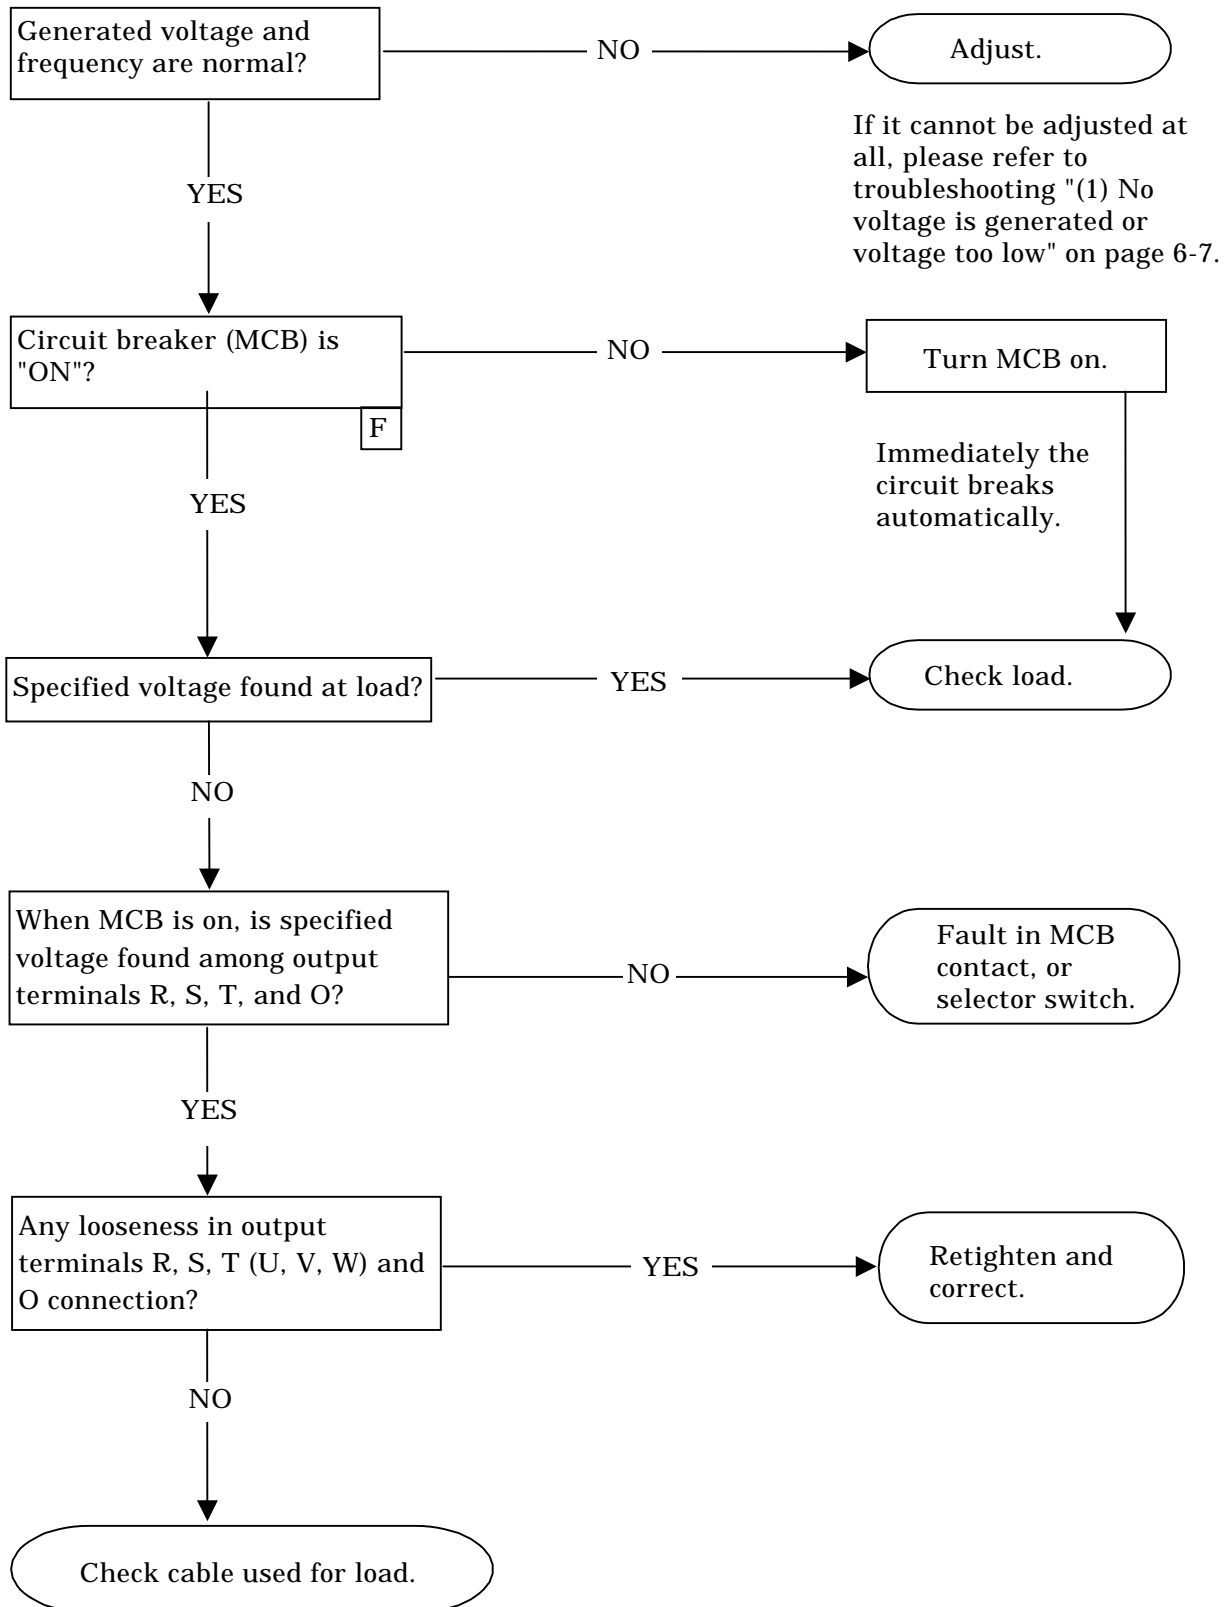 Generated voltage and
frequency are normal?
NO
Adjust.
If it cannot be adjusted at
all, please refer to
troubleshooting "(1) No
voltage is generated or
voltage too low" on page 6-7.
YES
Circuit breaker (MCB) is
"ON"?
F
NO
Turn MCB on.
Immediately the
circuit breaks
automatically.
YES
Specified voltage found at load?
YES
Check load.
NO
When MCB is on, is specified
voltage found among output
terminals R, S, T, and O?
NO
Fault in MCB
contact, or
selector switch.
YES
Any looseness in output
terminals R, S, T (U, V, W) and
O connection?
YES
Retighten and
correct.
NO
Check cable used for load.